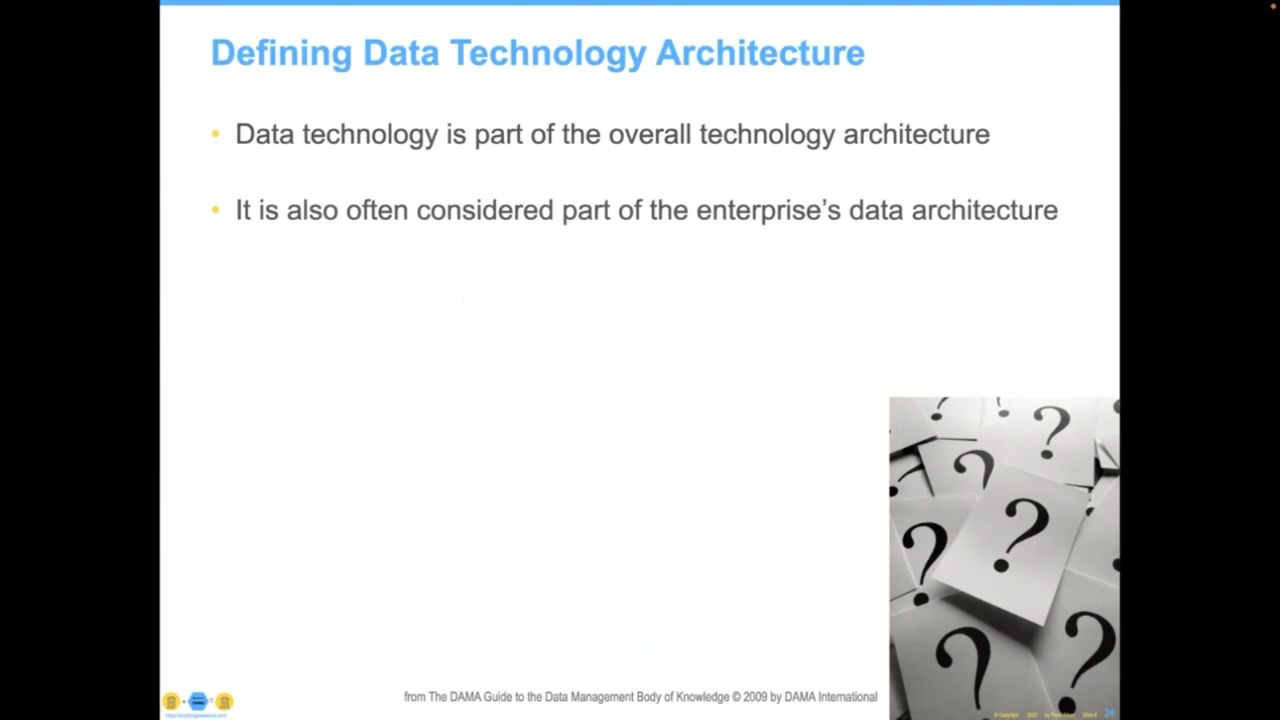 Defining Data Technology Architecture
• Data technology is part of the overall technology architecture
• It is also often considered part of the enterprise’s data architecture
? ? ? ? ? ? ? ?
from The DAMA Guide to the Data Management Body of Knowledge © 2009 by DAMA International
24